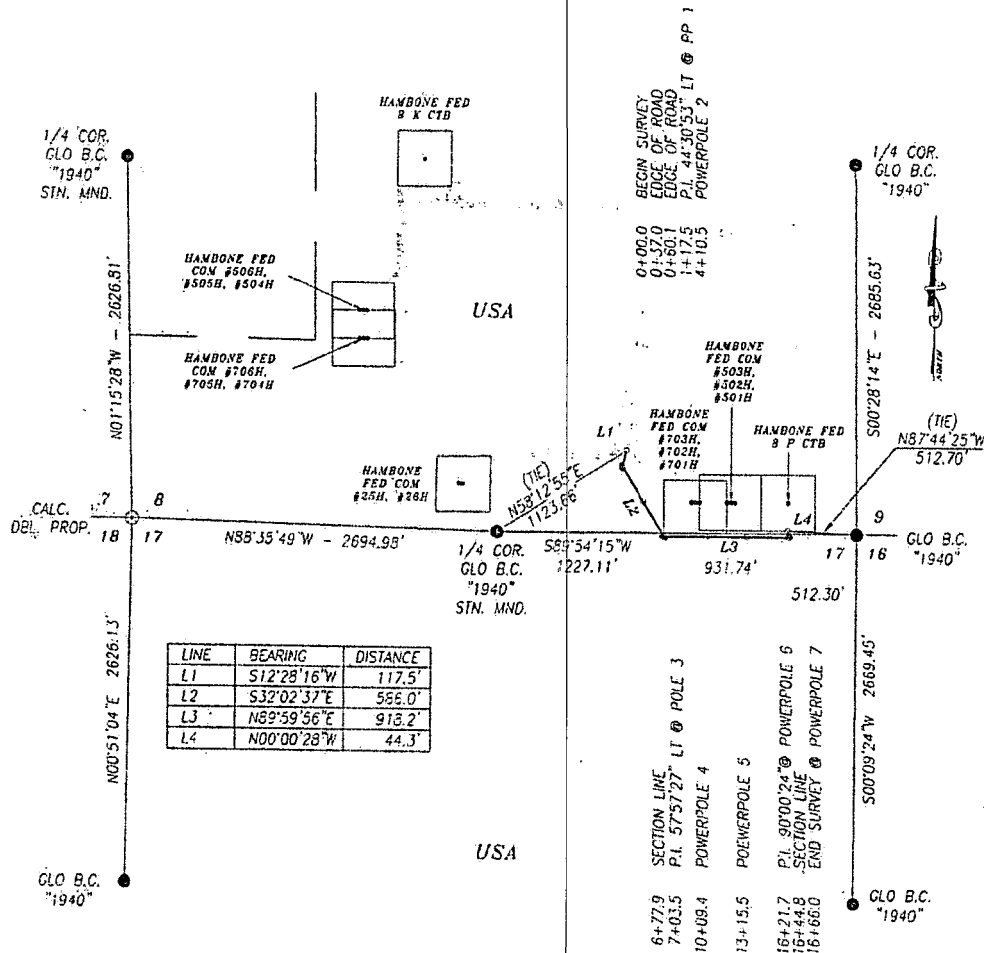 HAMBONE FED
8 K CTB
1/4 COR.
GLO B.C.
"1940"
STN. MND.
BEGIN SURVEY
EDGE OF ROAD
EDGE OF ROAD
P.I. 44°30'53" LT @ PP 1
POWERPOLE 2
0+00.0
0+37.0
0+60.1
1+17.5
4+10.5
1/4 COR.
GLO B.C.
"1940"
N01°15'28"W - 2626.81'
HAMBONE FED
COM #506H,
#505H, #504H
HAMBONE FED
COM #706H,
#705H, #704H
USA
S00°28'14"E - 2685.63'
HAMBONE
FED COM
#503H,
#502H,
#501H
HAMBONE
FED COM
#703H,
#702H,
#701H
HAMBONE FED
8 P CTB
(TIE)
N87°44'25"W
512.70'
HAMBONE
FED COM
#25H, #26H
(TIE)
N58°12'55"E
1123.66'
L1
L2
L3
L4
CALC.
DBL. PROP.
7
8
18
17
N88°35'49"W - 2694.98'
1/4 COR.
GLO B.C.
"1940"
STN. MND.
S89°54'15"W
1227.11'
931.74'
512.30'
9
17
16
GLO B.C.
"1940"
N00°51'04"E 2626.13'
LINE BEARING DISTANCE
L1 S12°28'16"W 117.5'
L2 S32°02'37"E 586.0'
L3 N89°59'56"E 918.2'
L4 N00°00'28"W 44.3'
S00°09'24"W 2669.45'
SECTION LINE
P.I. 57°57'27" LT @ POLE 3
POWERPOLE 4
POEWERPOLE 5
P.I. 90°00'24" @ POWERPOLE 6
SECTION LINE
END SURVEY @ POWERPOLE 7
6+77.9
7+03.5
10+09.4
13+15.5
16+21.7
16+44.8
16+66.0
USA
GLO B.C.
"1940"
GLO B.C.
"1940"